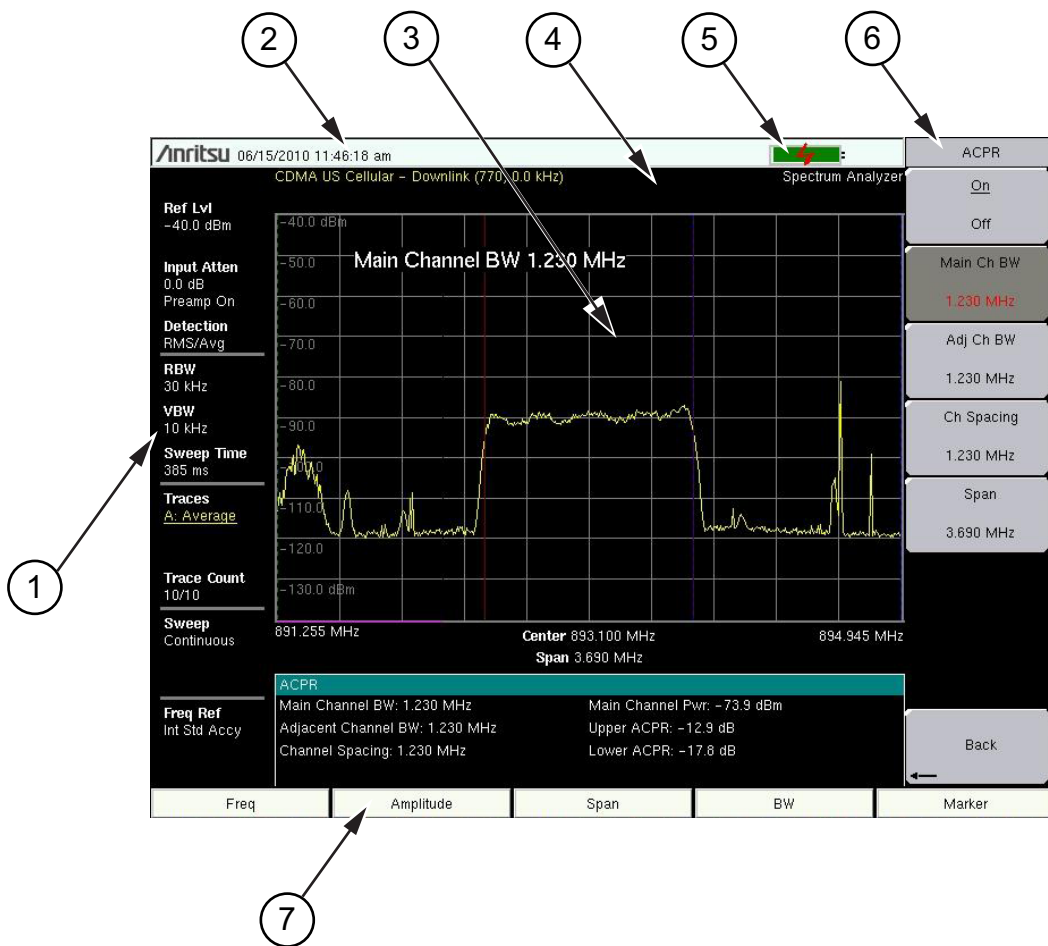 1
2
3
4
5
6
7
Anritsu 06/15/2010 11:46:18 am
CDMA US Cellular – Downlink (770, 0.0 kHz)
Spectrum Analyzer
Ref Lvl
-40.0 dBm
Input Atten
0.0 dB
Preamp On
Detection
RMS/Avg
RBW
30 kHz
VBW
10 kHz
Sweep Time
385 ms
Traces
A: Average
Trace Count
10/10
Sweep
Continuous
Freq Ref
Int Std Accy
-40.0 dBm
-50.0
Main Channel BW 1.230 MHz
-60.0
-70.0
-80.0
-90.0
-110.0
-120.0
-130.0 dBm
891.255 MHz
Center 893.100 MHz
894.945 MHz
Span 3.690 MHz
ACPR
Main Channel BW: 1.230 MHz
Main Channel Pwr: -73.9 dBm
Adjacent Channel BW: 1.230 MHz
Upper ACPR: -12.9 dB
Channel Spacing: 1.230 MHz
Lower ACPR: -17.8 dB
ACPR
On
Off
Main Ch BW
1.230 MHz
Adj Ch BW
1.230 MHz
Ch Spacing
1.230 MHz
Span
3.690 MHz
Back
Freq
Amplitude
Span
BW
Marker